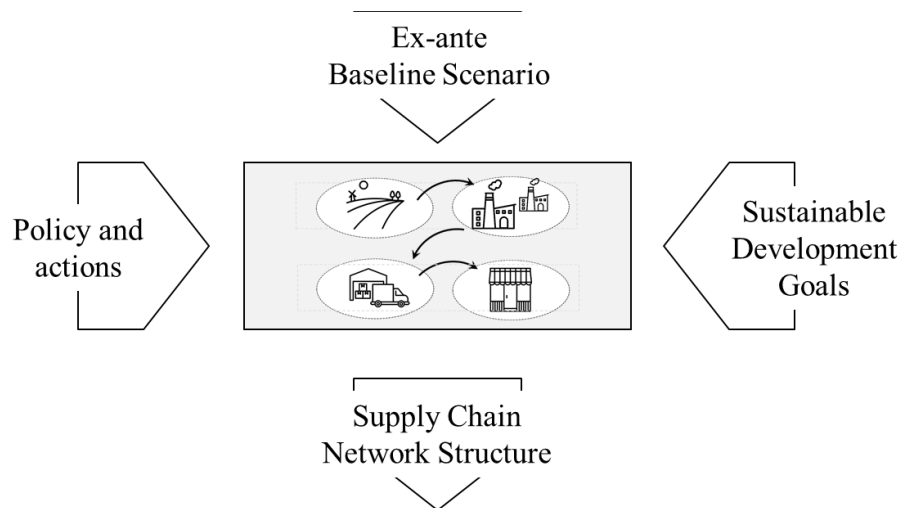 Ex-ante
Baseline Scenario
Policy and
actions
Sustainable
Development
Goals
Supply Chain
Network Structure